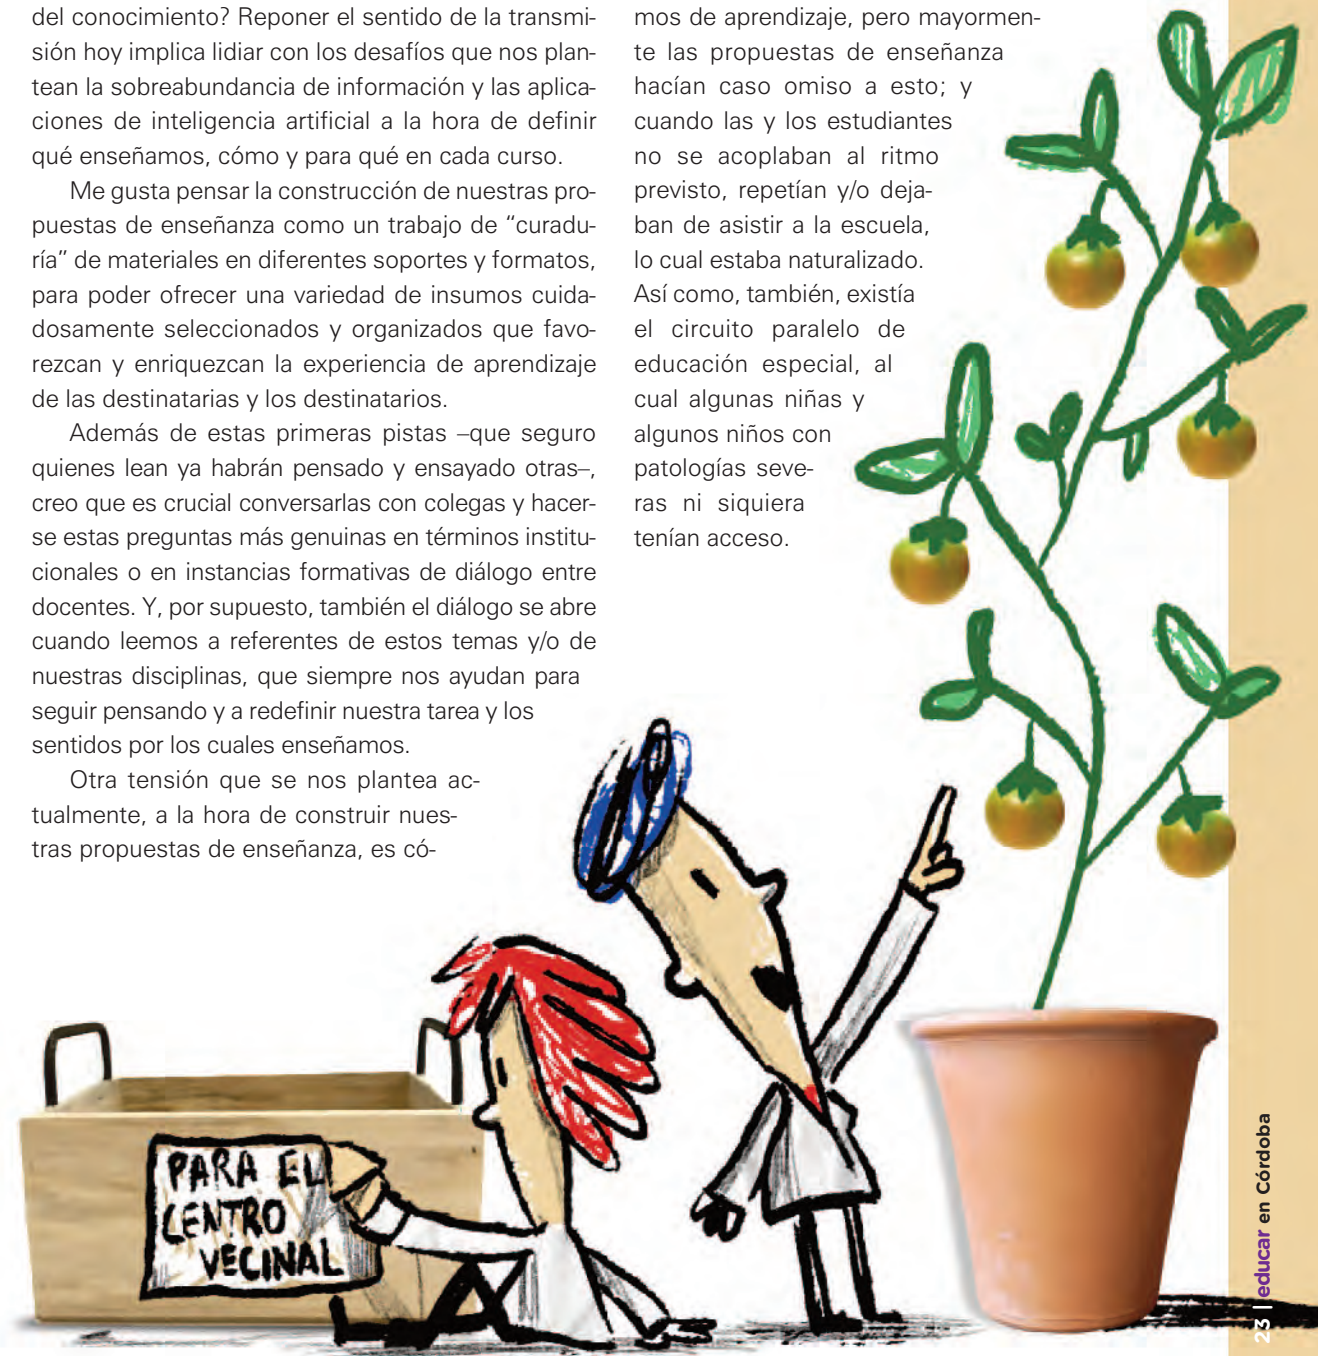 del conocimiento? Reponer el sentido de la transmi-
sión hoy implica lidiar con los desafíos que nos plan-
tean la sobreabundancia de información y las aplica-
ciones de inteligencia artificial a la hora de definir
qué enseñamos, cómo y para qué en cada curso.
Me gusta pensar la construcción de nuestras pro-
puestas de enseñanza como un trabajo de “curadu-
ría” de materiales en diferentes soportes y formatos,
para poder ofrecer una variedad de insumos cuida-
dosamente seleccionados y organizados que favo-
rezcan y enriquezcan la experiencia de aprendizaje
de las destinatarias y los destinatarios.
Además de estas primeras pistas –que seguro
quienes lean ya habrán pensado y ensayado otras–,
creo que es crucial conversarlas con colegas y hacer-
se estas preguntas más genuinas en términos institu-
cionales o en instancias formativas de diálogo entre
docentes. Y, por supuesto, también el diálogo se abre
cuando leemos a referentes de estos temas y/o de
nuestras disciplinas, que siempre nos ayudan para
seguir pensando y a redefinir nuestra tarea y los
sentidos por los cuales enseñamos.
Otra tensión que se nos plantea ac-
tualmente, a la hora de construir nues-
tras propuestas de enseñanza, es có-
mos de aprendizaje, pero mayormen-
te las propuestas de enseñanza
hacían caso omiso a esto; y
cuando las y los estudiantes
no se acoplaban al ritmo
previsto, repetían y/o deja-
ban de asistir a la escuela,
lo cual estaba naturalizado.
Así como, también, existía
el circuito paralelo de
educación especial, al
cual algunas niñas y
algunos niños con
patologías seve-
ras ni siquiera
tenían acceso.
PARA EL
CENTRO
VECINAL
23 | educar en Córdoba